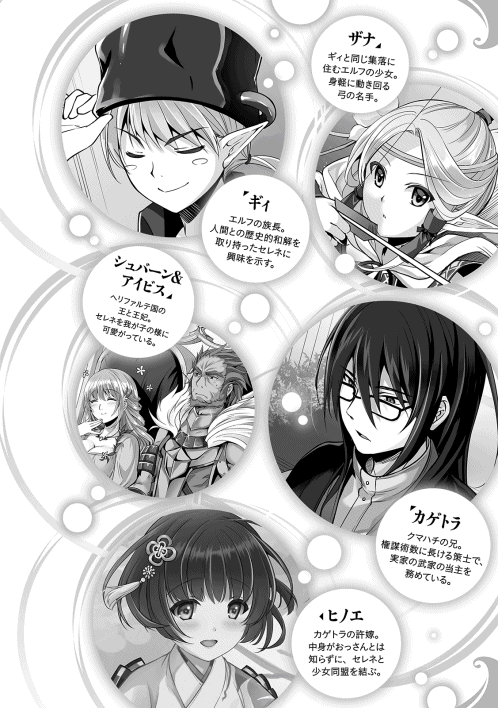 ザナ
ギィと同じ集落に
住むエルフの少女。
身軽に動き回る
弓の名手。
ギィ
エルフの族長。
人間との歴史的和解を
取り持ったセレネに
興味を示す。
シュバーン&
アイビス
ヘリファルテ国の
王と王妃。
セレネを我が子の様に
可愛がっている。
カゲトラ
クマハチの兄。
権謀術数に長ける策士で、
実家の武家の当主を
務めている。
ヒノエ
カゲトラの許嫁。
中身がおっさんとは
知らずに、セレネと
少女同盟を結ぶ。